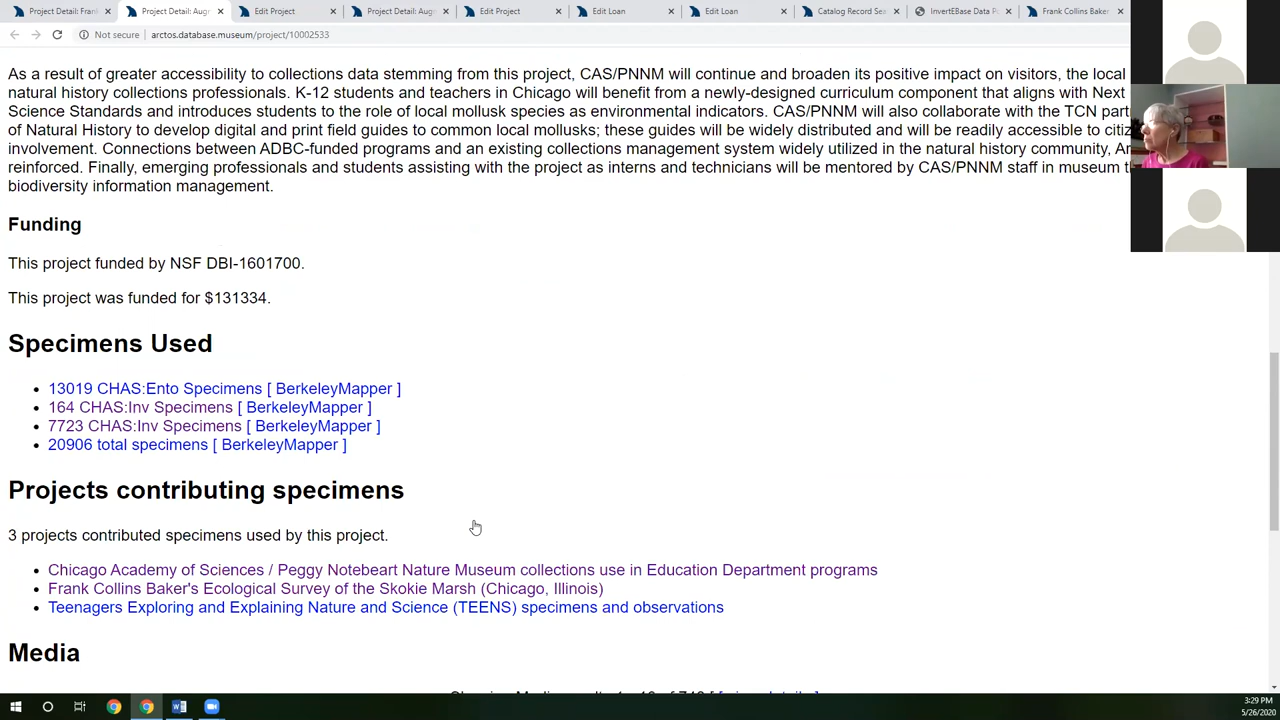 Project Detail: Fran
Project Detail: Aug
Edit Project
Project Detail: Aug
Edit Project
Edit Loan
Edit Loan
Catalog Record Se
InvertEBase Data P
Frank Collins Baker
Not secure | arctos.database.museum/project/10002533
As a result of greater accessibility to collections data stemming from this project, CAS/PNNM will continue and broaden its positive impact on visitors, the local
natural history collections professionals. K-12 students and teachers in Chicago will benefit from a newly-designed curriculum component that aligns with Next
Science Standards and introduces students to the role of local mollusk species as environmental indicators. CAS/PNNM will also collaborate with the TCN part
of Natural History to develop digital and print field guides to common local mollusks; these guides will be widely distributed and will be readily accessible to citiz
involvement. Connections between ADBC-funded programs and an existing collections management system widely utilized in the natural history community, Ar
reinforced. Finally, emerging professionals and students assisting with the project as interns and technicians will be mentored by CAS/PNNM staff in museum t
biodiversity information management.
Funding
This project funded by NSF DBI-1601700.
This project was funded for $131334.
Specimens Used
13019 CHAS:Ento Specimens [ BerkeleyMapper ]
164 CHAS:Inv Specimens [ BerkeleyMapper ]
7723 CHAS:Inv Specimens [ BerkeleyMapper ]
20906 total specimens [ BerkeleyMapper ]
Projects contributing specimens
3 projects contributed specimens used by this project.
Chicago Academy of Sciences / Peggy Notebeart Nature Museum collections use in Education Department programs
Frank Collins Baker's Ecological Survey of the Skokie Marsh (Chicago, Illinois)
Teenagers Exploring and Explaining Nature and Science (TEENS) specimens and observations
Media
3:29 PM
5/26/2020